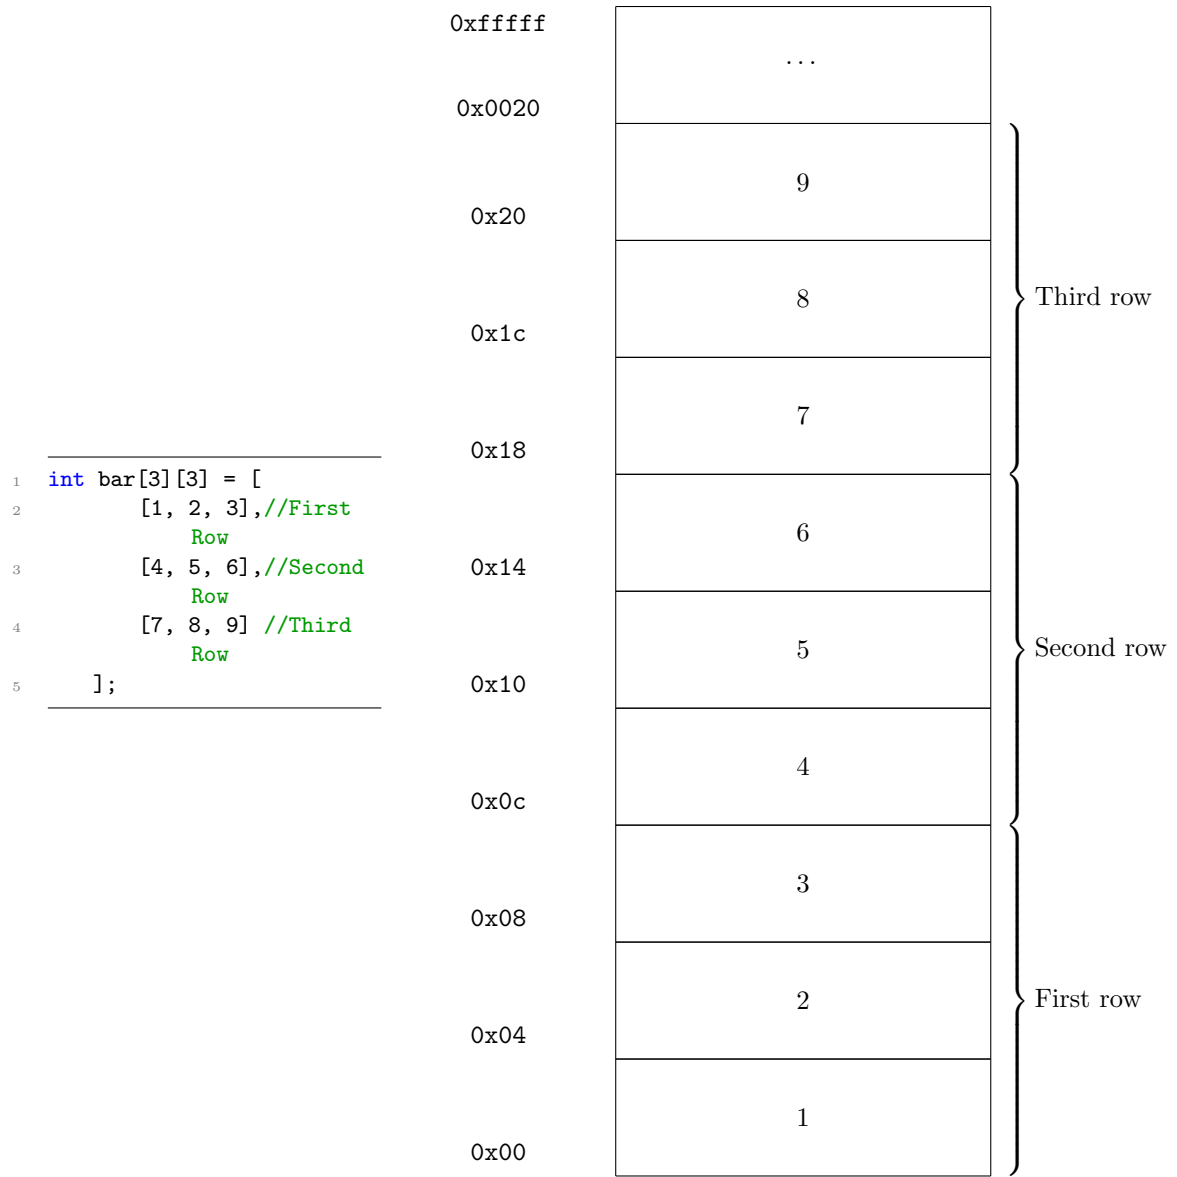 1 int bar[3][3] = [
2 [1, 2, 3],//First
Row
3 [4, 5, 6],//Second
Row
4 [7, 8, 9] //Third
Row
5 ];
0xfffff
...
0x0020
9
0x20
8
Third row
0x1c
7
0x18
6
0x14
5
Second row
0x10
4
0x0c
3
0x08
2
First row
0x04
1
0x00